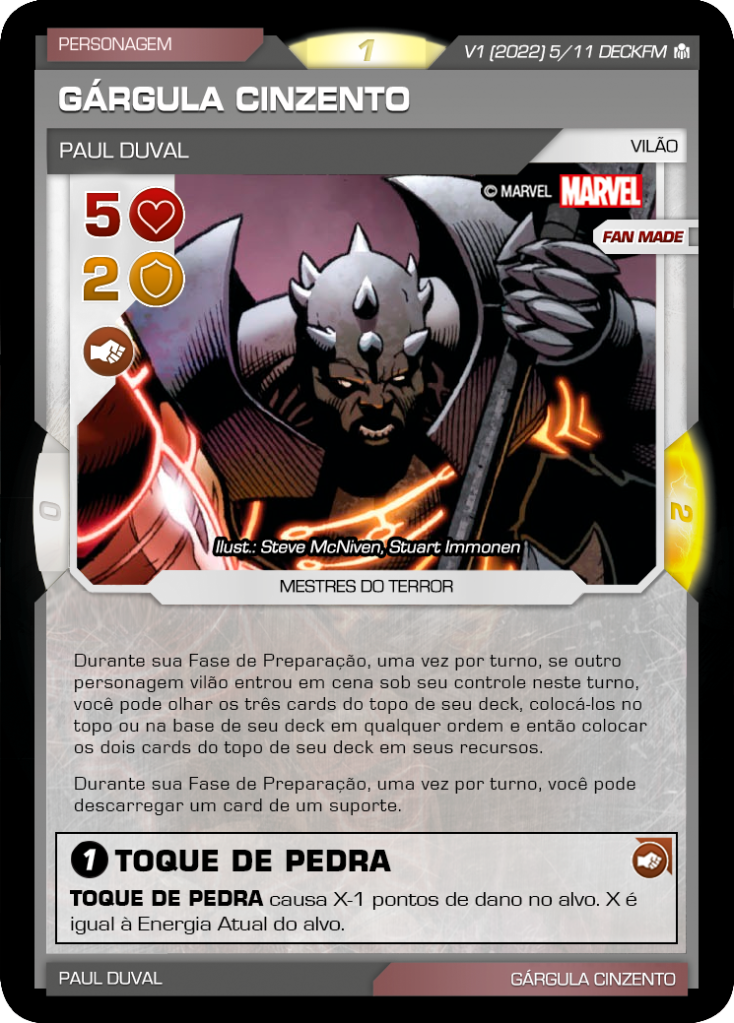 PERSONAGEM
1
V1 (2022) 5/11 DECKFM
GÁRGULA CINZENTO
PAUL DUVAL
VILÃO
© MARVEL MARVEL
5
FAN MADE
2
0
2
Ilust.: Steve McNiven, Stuart Immonen
MESTRES DO TERROR
Durante sua Fase de Preparação, uma vez por turno, se outro
personagem vilão entrou em cena sob seu controle neste turno,
você pode olhar os três cards do topo de seu deck, colocá-los no
topo ou na base de seu deck em qualquer ordem e então colocar
os dois cards do topo de seu deck em seus recursos.
Durante sua Fase de Preparação, uma vez por turno, você pode
descarregar um card de um suporte.
1 TOQUE DE PEDRA
TOQUE DE PEDRA causa X-1 pontos de dano no alvo. X é
igual à Energia Atual do alvo.
PAUL DUVAL
GÁRGULA CINZENTO